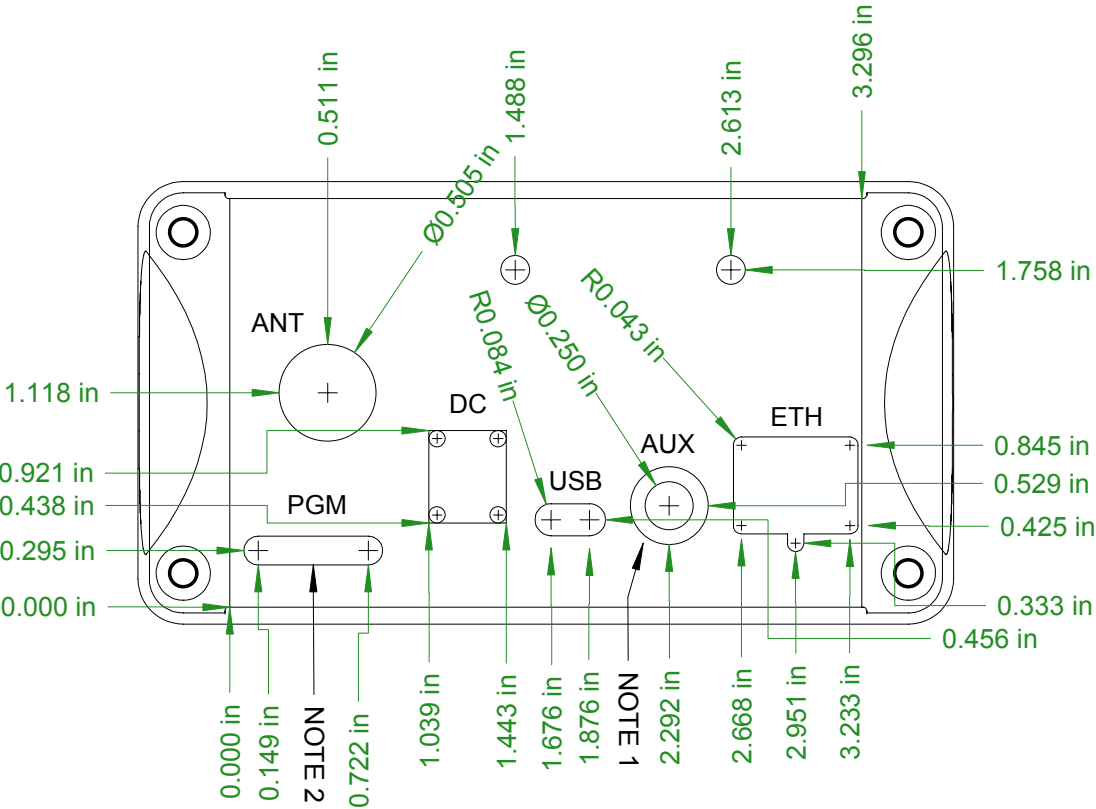 0.511 in
1.488 in
2.613 in
3.296 in
Ø0.505 in
1.758 in
R0.084 in
Ø0.250 in
R0.043 in
ANT
1.118 in
DC
ETH
AUX
0.845 in
0.921 in
USB
0.529 in
0.438 in
PGM
0.425 in
0.295 in
0.000 in
0.333 in
0.456 in
0.000 in
0.149 in
NOTE 2
0.722 in
1.039 in
1.443 in
1.676 in
1.876 in
NOTE 1
2.292 in
2.668 in
2.951 in
3.233 in